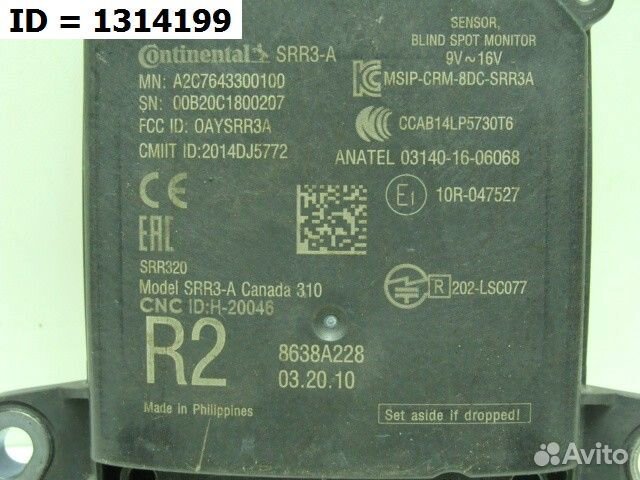 ID = 1314199
Continental SRR3-A
MN: A2C7643300100
SN: 00B20C1800207
FCC ID: OAYSRR3A
CMIIT ID:2014DJ5772
SENSOR,
BLIND SPOT MONITOR
9V~16V
MSIP-CRM-8DC-SRR3A
CCAB14LP5730T6
ANATEL 03140-16-06068
CE
E1 10R-047527
EAC
SRR320
Model SRR3-A Canada 310
CNC ID:H-20046
R 202-LSC077
R2
8638A228
03.20.10
Made in Philippines
Set aside if dropped!
Avito